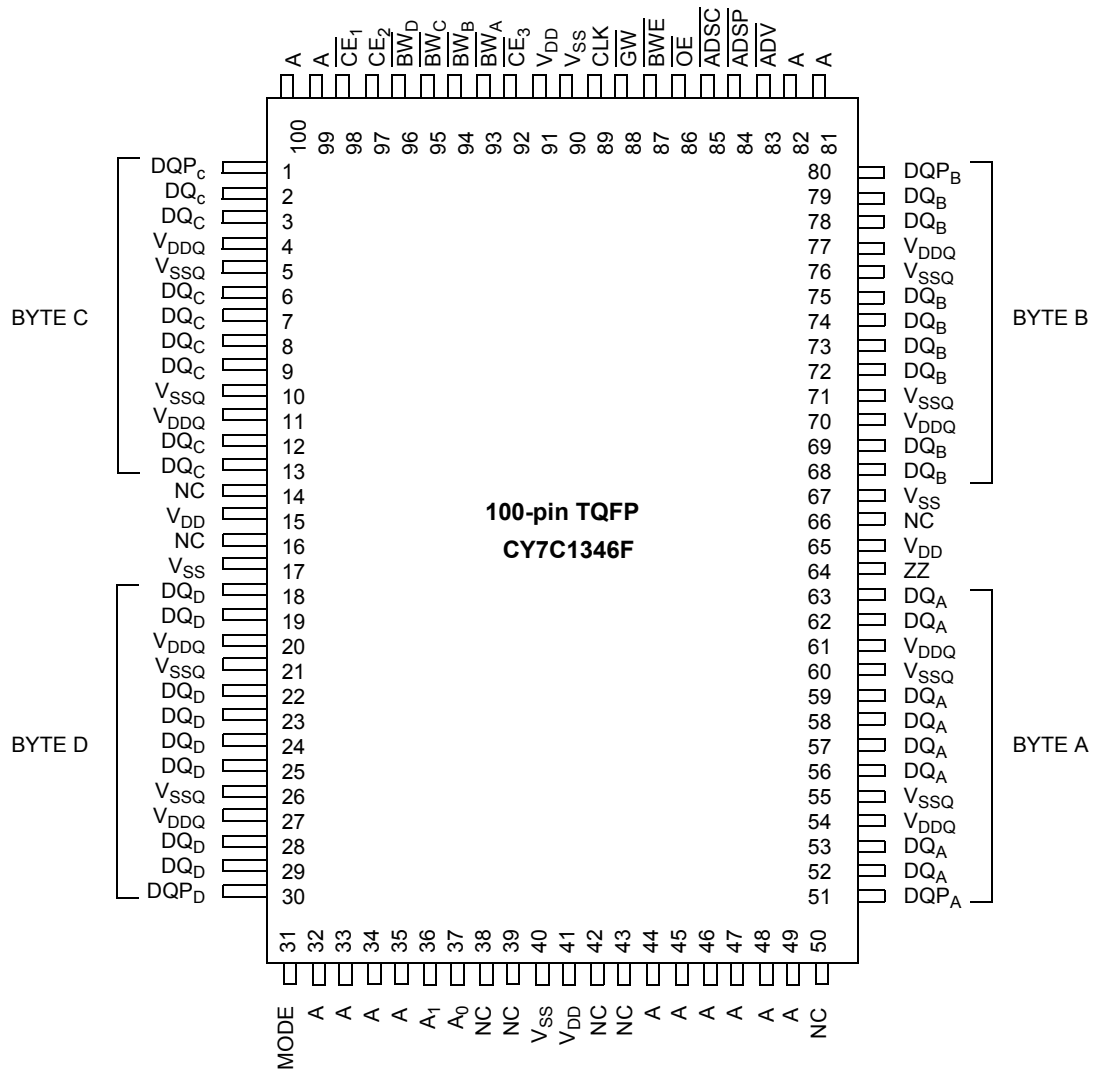 A A CE1 CE2 BWD BWC BWB BWA CE3 VDD VSS CLK GW BWE OE ADSC ADSP ADV A A
100 99 98 97 96 95 94 93 92 91 90 89 88 87 86 85 84 83 82 81
BYTE C
DQPc 1
DQc 2
DQC 3
VDDQ 4
VSSQ 5
DQC 6
DQC 7
DQC 8
DQC 9
VSSQ 10
VDDQ 11
DQC 12
DQC 13
NC 14
VDD 15
NC 16
VSS 17
BYTE D
DQD 18
DQD 19
VDDQ 20
VSSQ 21
DQD 22
DQD 23
DQD 24
DQD 25
VSSQ 26
VDDQ 27
DQD 28
DQD 29
DQPD 30
100-pin TQFP
CY7C1346F
80 DQPB
79 DQB
78 DQB
77 VDDQ
76 VSSQ
75 DQB
74 DQB
73 DQB
72 DQB
71 VSSQ
70 VDDQ
69 DQB
68 DQB
BYTE B
67 VSS
66 NC
65 VDD
64 ZZ
63 DQA
62 DQA
61 VDDQ
60 VSSQ
59 DQA
58 DQA
57 DQA
56 DQA
55 VSSQ
54 VDDQ
53 DQA
52 DQA
51 DQPA
BYTE A
31 32 33 34 35 36 37 38 39 40 41 42 43 44 45 46 47 48 49 50
MODE A A A A A1 A0 NC NC VSS VDD NC NC A A A A A A NC